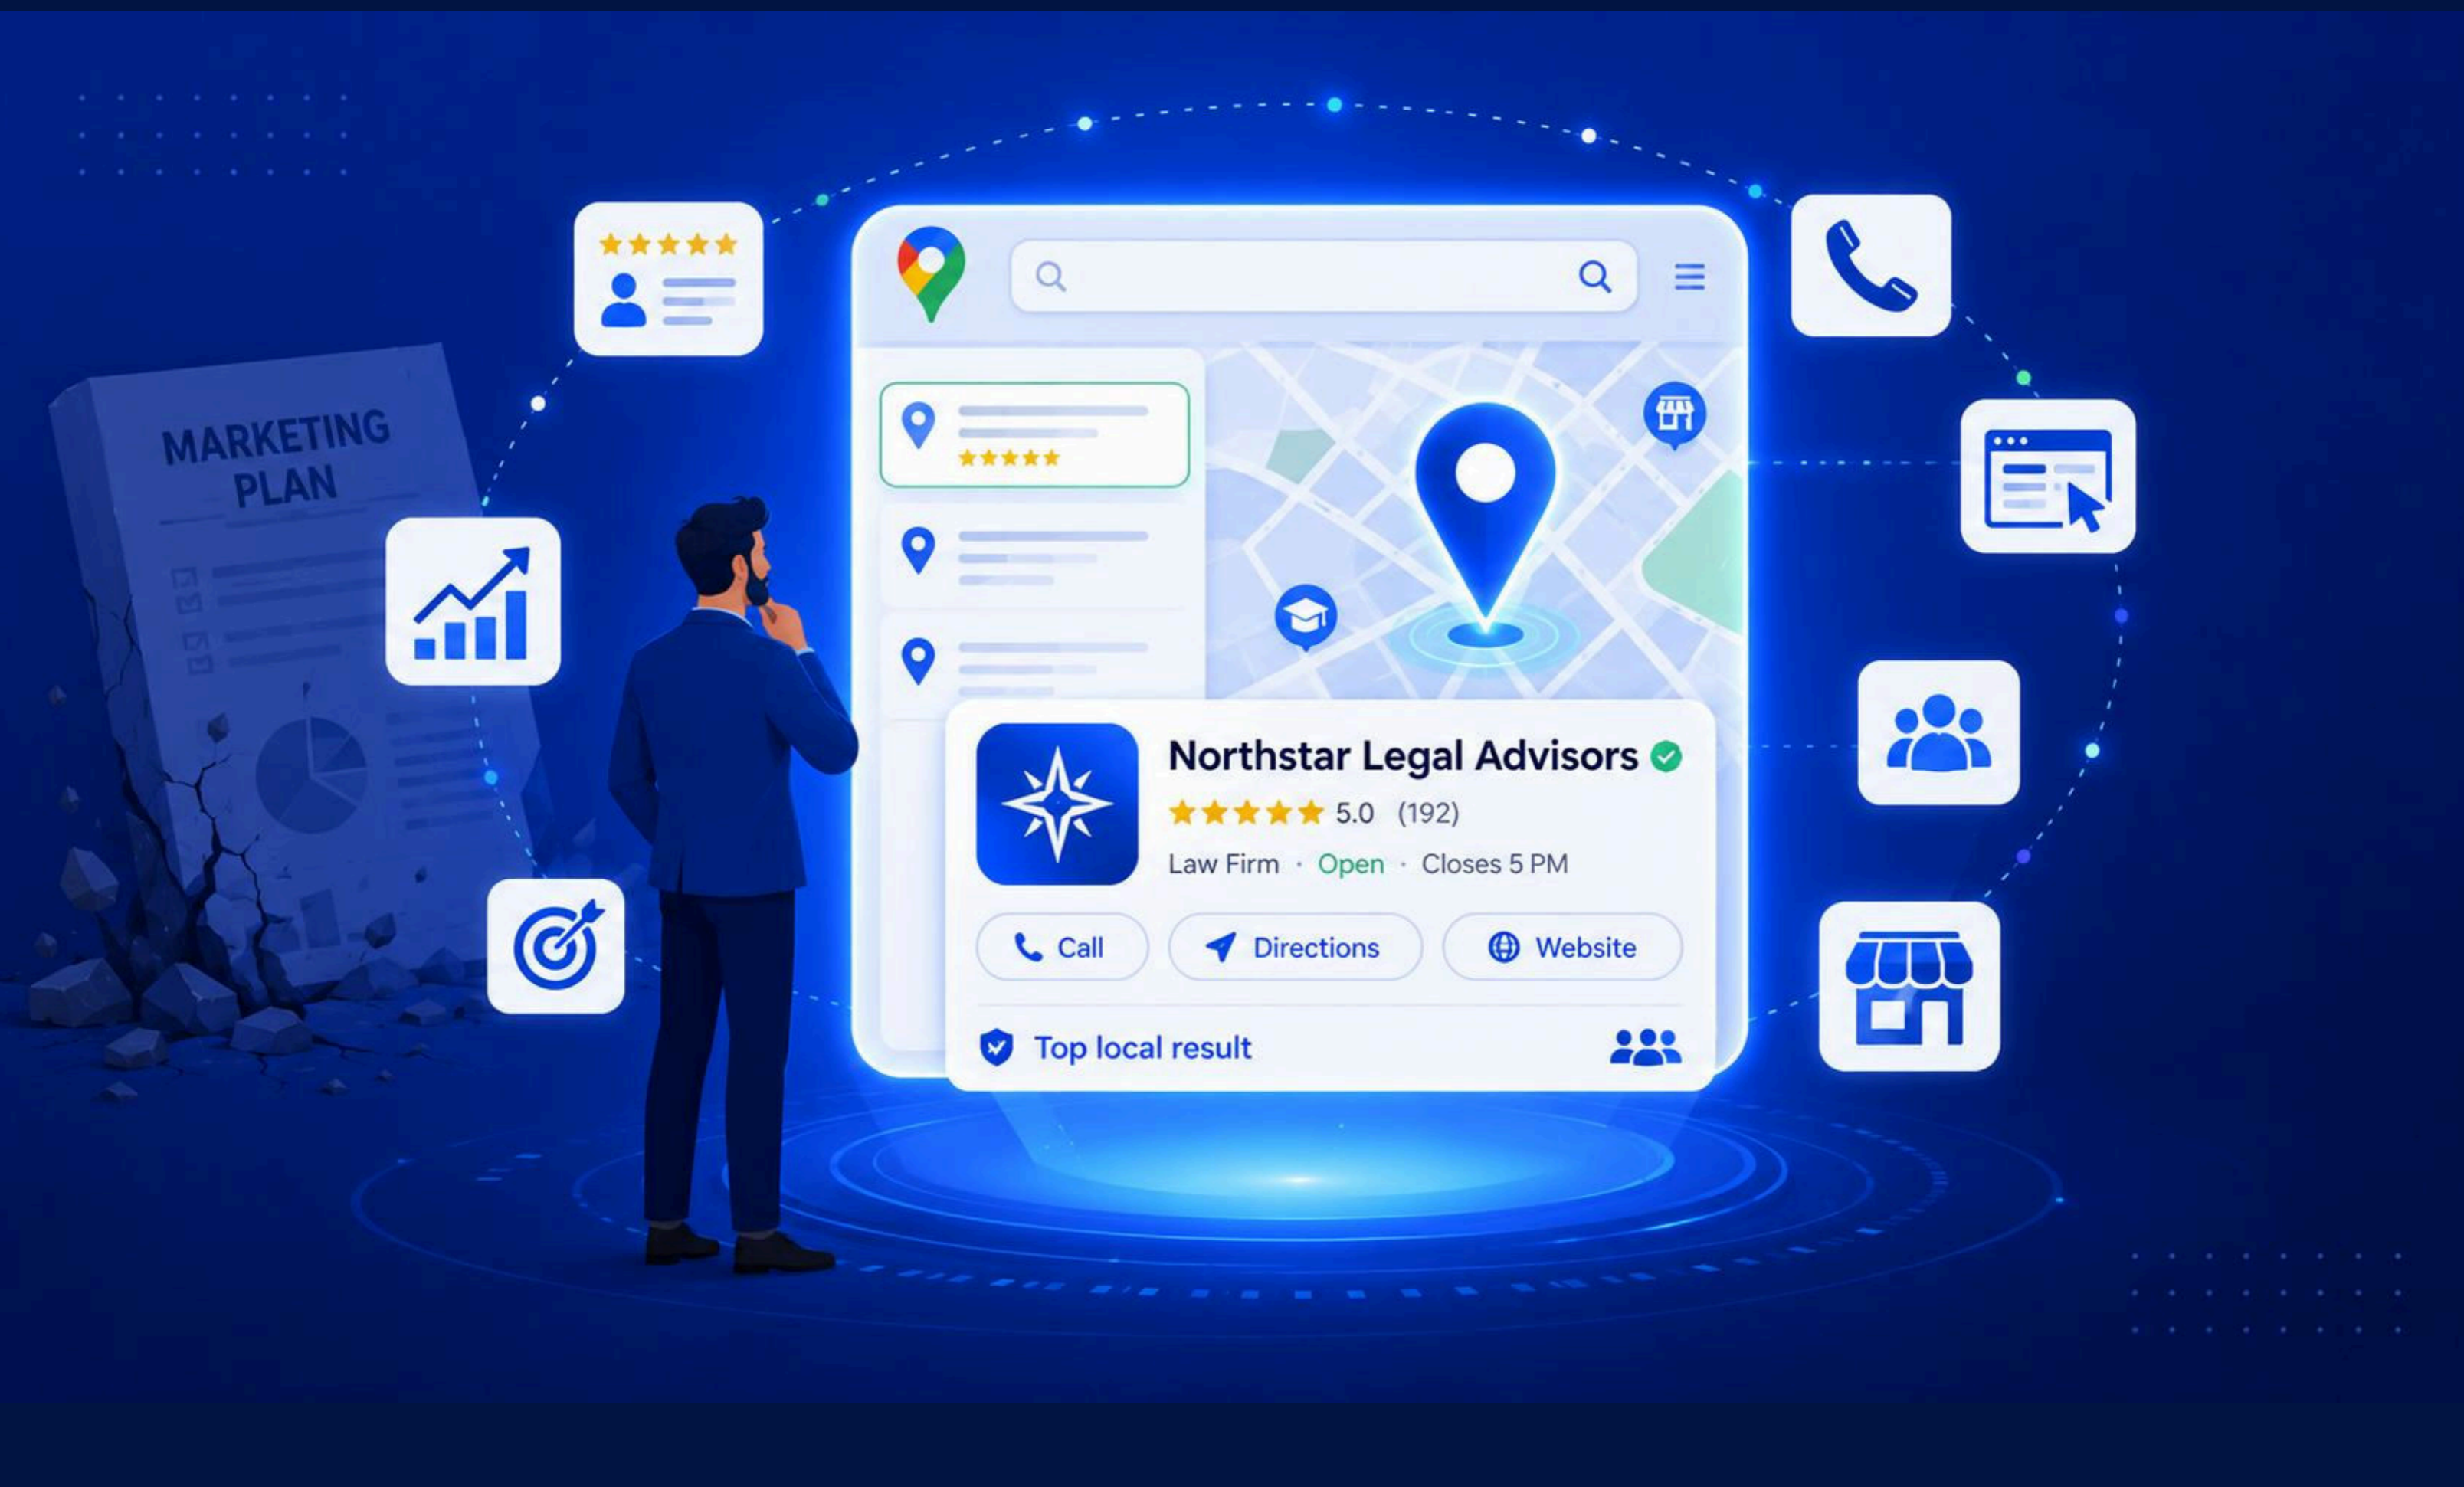 MARKETING
PLAN
Northstar Legal Advisors
5.0 (192)
Law Firm · Open · Closes 5 PM
Call
Directions
Website
Top local result